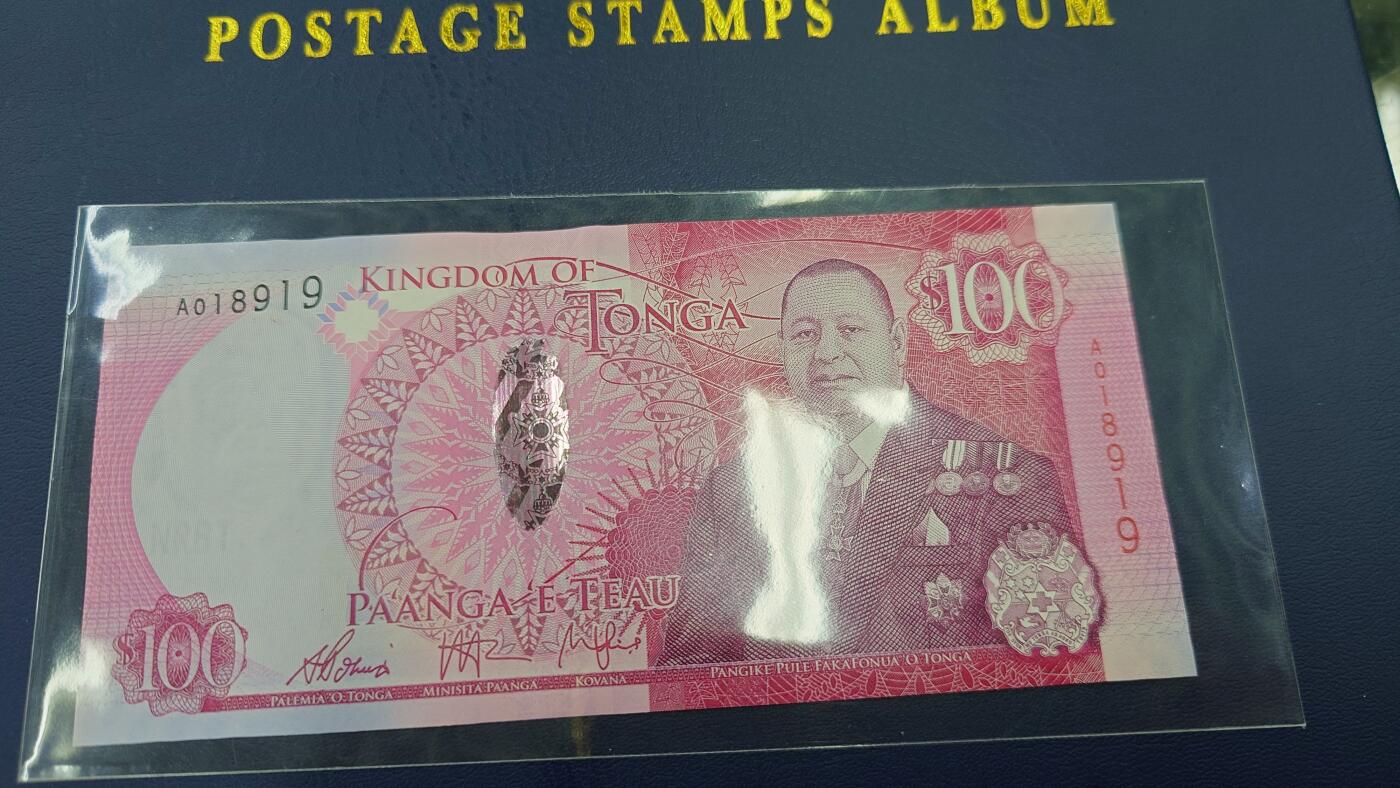 POSTAGE STAMPS ALBUM
A018919
KINGDOM OF
TONGA
$100
A018919
PAANGA E TEAU
$100
PALEMIA 'O TONGA
MINISITA PAANGA
KOVANA
PANGIKE PULE FAKAFONUA 'O TONGA